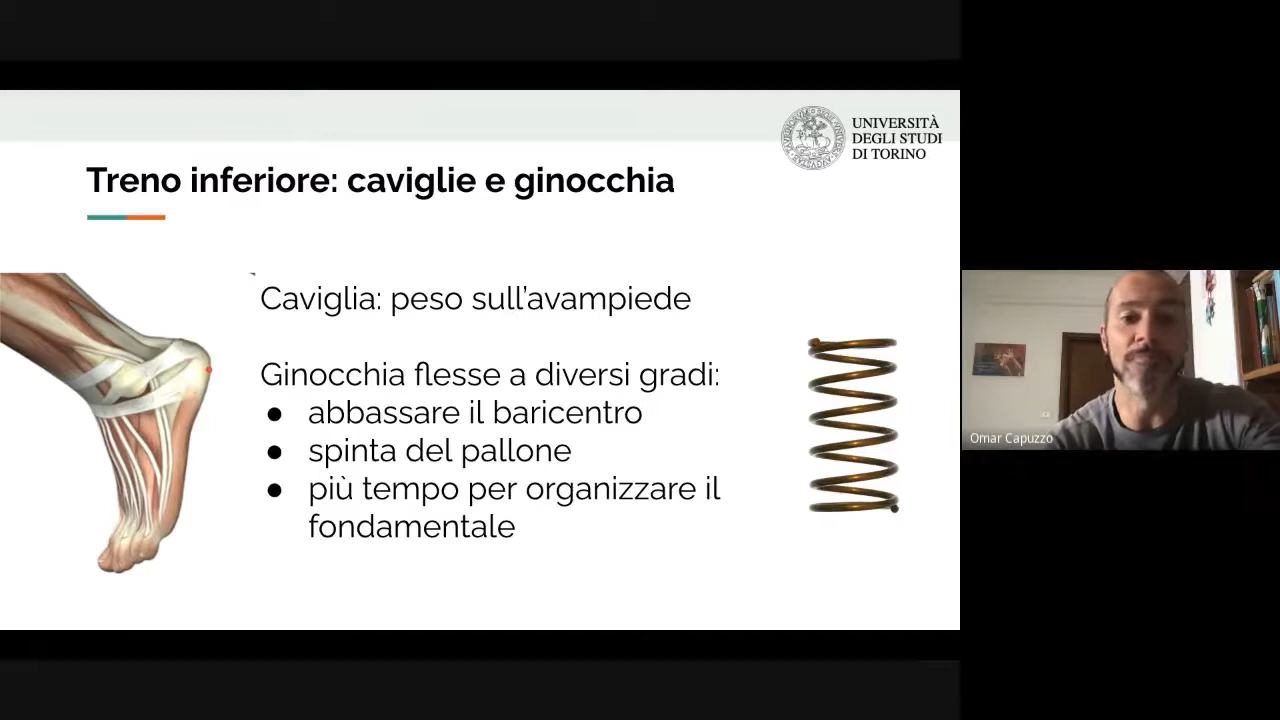 UNIVERSITÀ
DEGLI STUDI
DI TORINO
Treno inferiore: caviglie e ginocchia
Caviglia: peso sull’avampiede
Ginocchia flesse a diversi gradi:
● abbassare il baricentro
● spinta del pallone
● più tempo per organizzare il
fondamentale
Omar Capuzzo